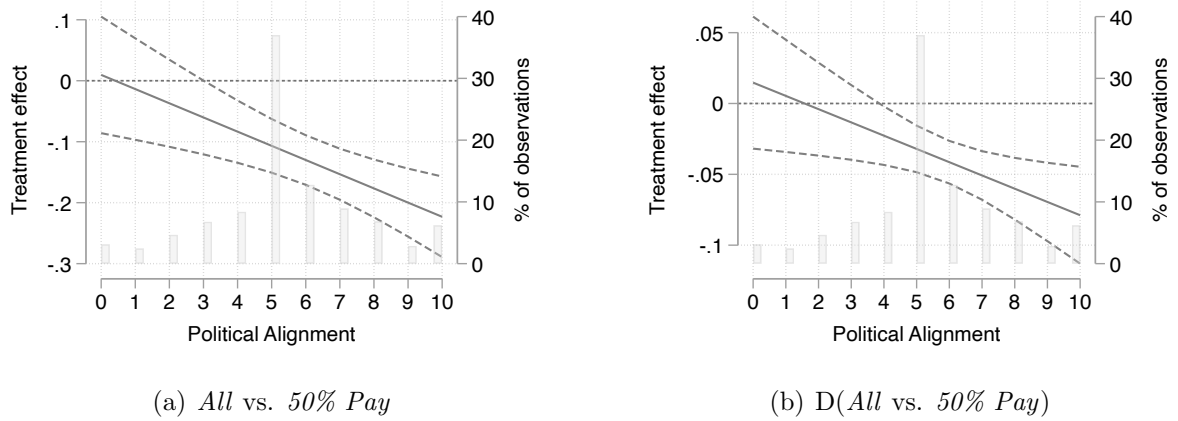 .1
0
-.1
-.2
-.3
Treatment effect
40
30
20
10
0
% of observations
0 1 2 3 4 5 6 7 8 9 10
Political Alignment
(a) All vs. 50% Pay
.05
0
-.05
-.1
Treatment effect
40
30
20
10
0
% of observations
0 1 2 3 4 5 6 7 8 9 10
Political Alignment
(b) D(All vs. 50% Pay)